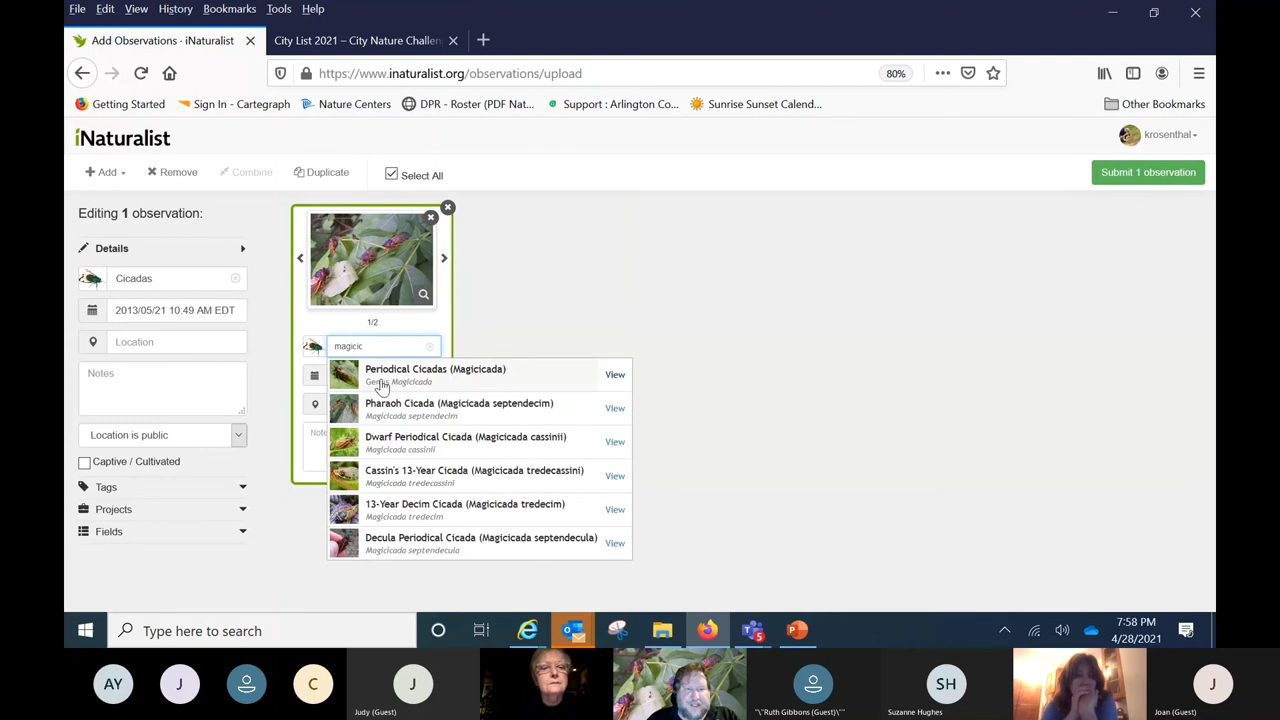 File Edit View History Bookmarks Tools Help
Add Observations · iNaturalist
City List 2021 – City Nature Challen
https://www.inaturalist.org/observations/upload
80%
Getting Started
Sign In - Cartegraph
Nature Centers
DPR - Roster (PDF Nat...
Support : Arlington Co...
Sunrise Sunset Calend...
Other Bookmarks
iNaturalist
krosenthal
Add
Remove
Combine
Duplicate
Select All
Submit 1 observation
Editing 1 observation:
Details
Cicadas
2013/05/21 10:49 AM EDT
Location
Notes
Location is public
Captive / Cultivated
Tags
Projects
Fields
1/2
magicic
Periodical Cicadas (Magicicada)
Genus Magicicada
View
Pharaoh Cicada (Magicicada septendecim)
Magicicada septendecim
View
Dwarf Periodical Cicada (Magicicada cassinii)
Magicicada cassinii
View
Cassin's 13-Year Cicada (Magicicada tredecassini)
Magicicada tredecassini
View
13-Year Decim Cicada (Magicicada tredecim)
Magicicada tredecim
View
Decula Periodical Cicada (Magicicada septendecula)
Magicicada septendecula
View
Note
Type here to search
5
7:58 PM
4/28/2021
AY
J
C
J
Judy (Guest)
"\"Ruth Gibbons (Guest)\""
SH
Suzanne Hughes
J
Joan (Guest)